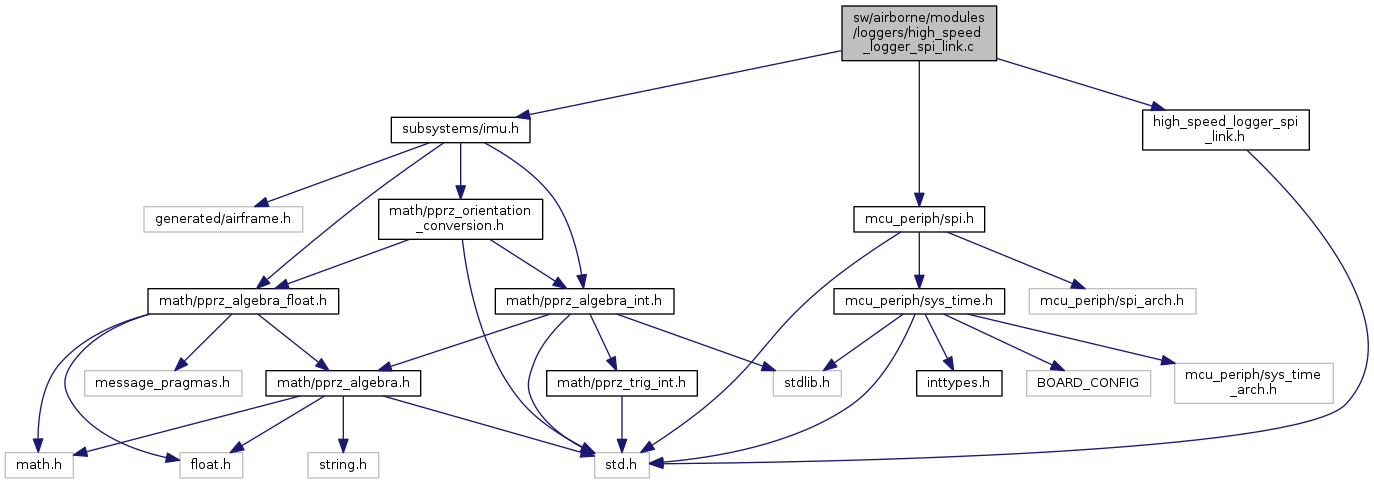 sw/airborne/modules
/loggers/high_speed
_logger_spi_link.c
subsystems/imu.h
high_speed_logger_spi
_link.h
generated/airframe.h
math/pprz_orientation
_conversion.h
mcu_periph/spi.h
math/pprz_algebra_float.h
math/pprz_algebra_int.h
mcu_periph/sys_time.h
mcu_periph/spi_arch.h
message_pragmas.h
math/pprz_algebra.h
math/pprz_trig_int.h
stdlib.h
inttypes.h
BOARD_CONFIG
mcu_periph/sys_time
_arch.h
math.h
float.h
string.h
std.h